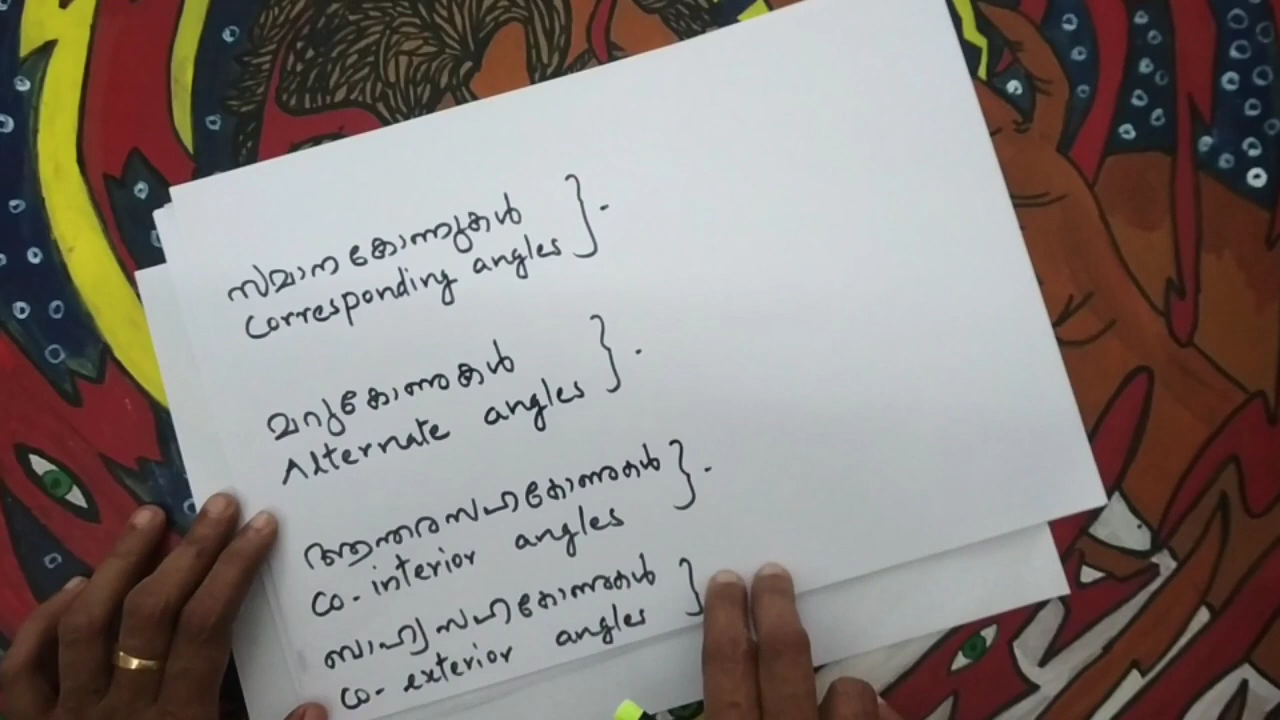 സമാന കോണുകൾ } -
Corresponding angles
മറുകോണുകൾ } -
Alternate angles
ആന്തരസഹകോണുകൾ } -
Co-interior angles
ബാഹ്യസഹകോണുകൾ }
Co-exterior angles